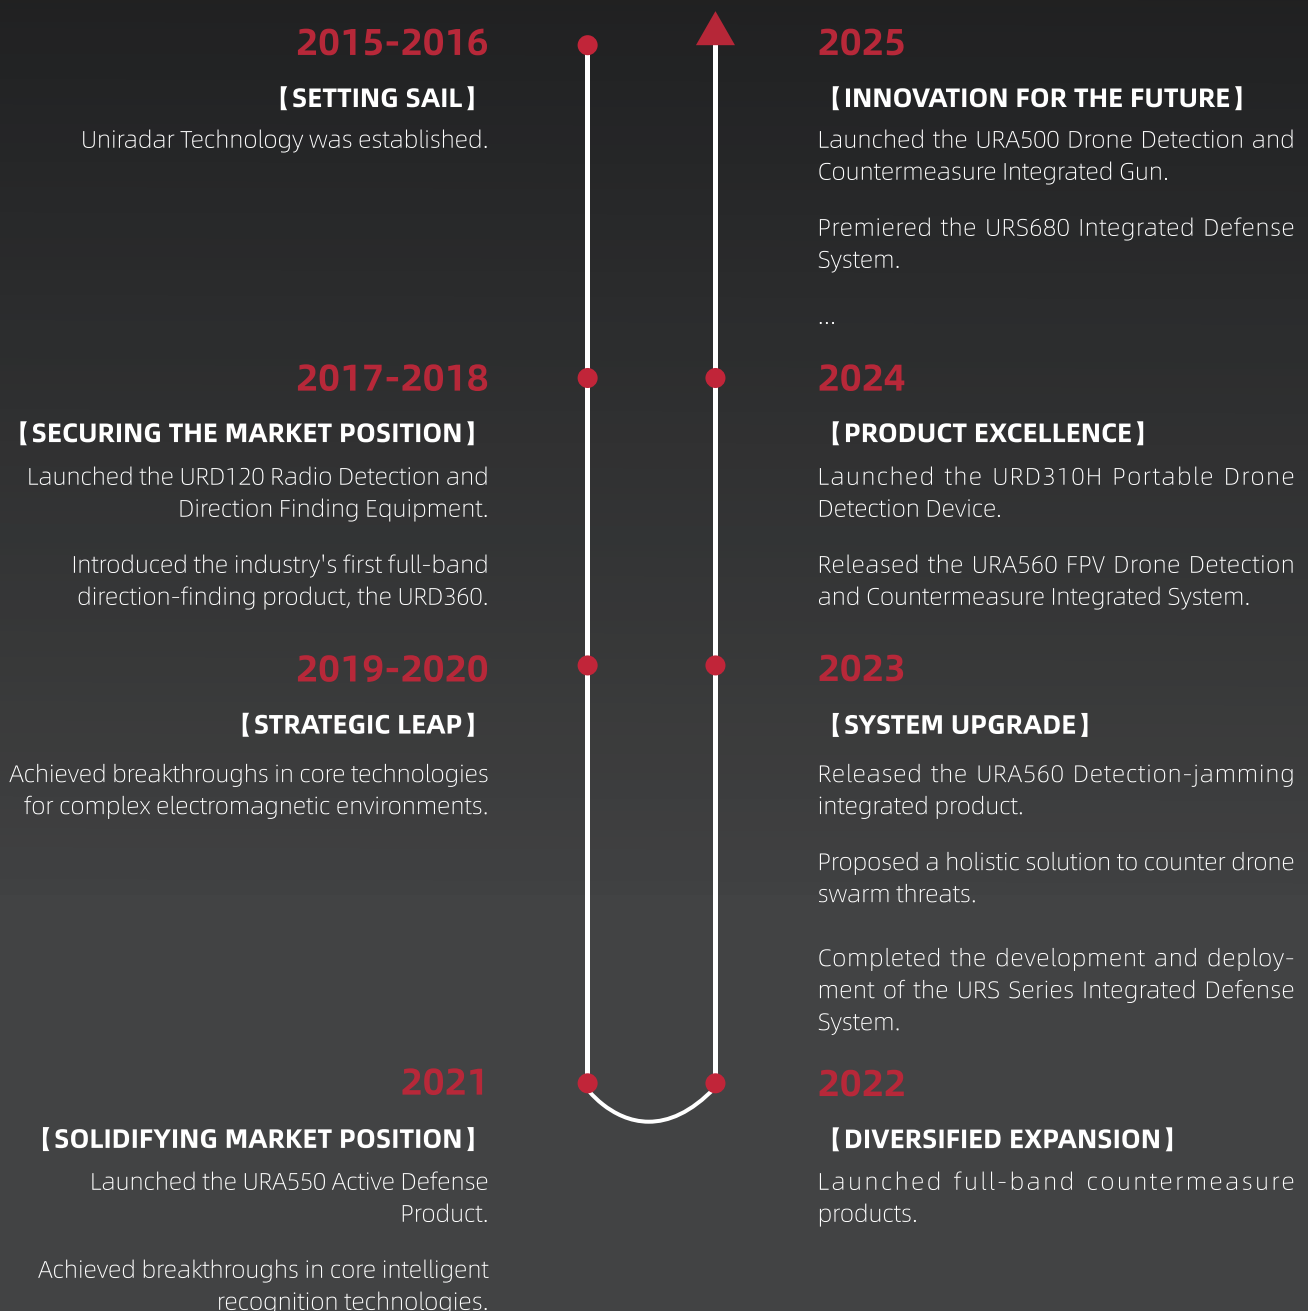 2015-2016
【SETTING SAIL】
Uniradar Technology was established.
2017-2018
【SECURING THE MARKET POSITION】
Launched the URD120 Radio Detection and
Direction Finding Equipment.
Introduced the industry's first full-band
direction-finding product, the URD360.
2019-2020
【STRATEGIC LEAP】
Achieved breakthroughs in core technologies
for complex electromagnetic environments.
2021
【SOLIDIFYING MARKET POSITION】
Launched the URA550 Active Defense
Product.
Achieved breakthroughs in core intelligent
recognition technologies.
2022
【DIVERSIFIED EXPANSION】
Launched full-band countermeasure
products.
2023
【SYSTEM UPGRADE】
Released the URA560 Detection-jamming
integrated product.
Proposed a holistic solution to counter drone
swarm threats.
Completed the development and deploy-
ment of the URS Series Integrated Defense
System.
2024
【PRODUCT EXCELLENCE】
Launched the URD310H Portable Drone
Detection Device.
Released the URA560 FPV Drone Detection
and Countermeasure Integrated System.
2025
【INNOVATION FOR THE FUTURE】
Launched the URA500 Drone Detection and
Countermeasure Integrated Gun.
Premiered the URS680 Integrated Defense
System.
...